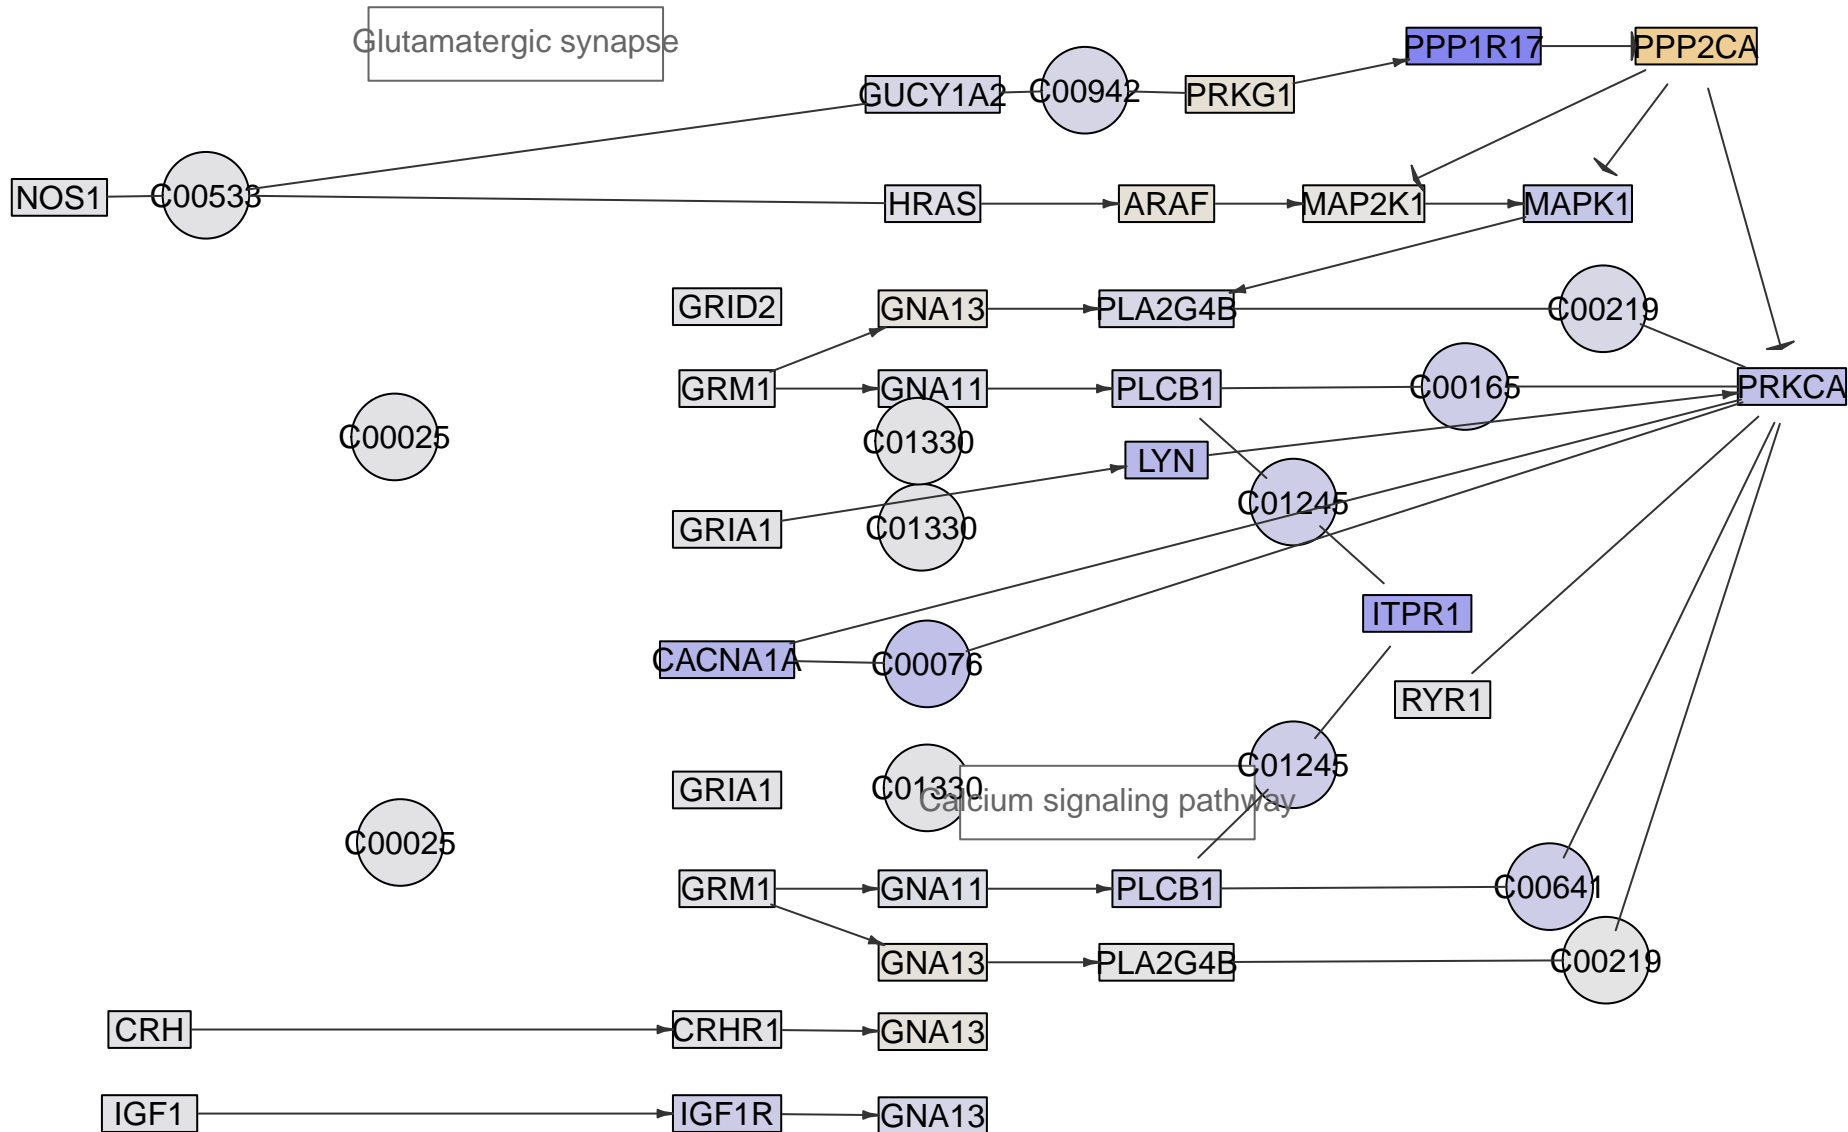 Glutamatergic synapse
PPP1R17
PPP2CA
GUCY1A2
C00942
PRKG1
NOS1
C00533
HRAS
ARAF
MAP2K1
MAPK1
GRID2
GNA13
PLA2G4B
C00219
GRM1
GNA11
PLCB1
C00165
PRKCA
C00025
C01330
LYN
C01245
GRIA1
C01330
ITPR1
CACNA1A
C00076
RYR1
C01245
GRIA1
C01330
Calcium signaling pathway
C00025
GRM1
GNA11
PLCB1
C00641
GNA13
PLA2G4B
C00219
CRH
CRHR1
GNA13
IGF1
IGF1R
GNA13